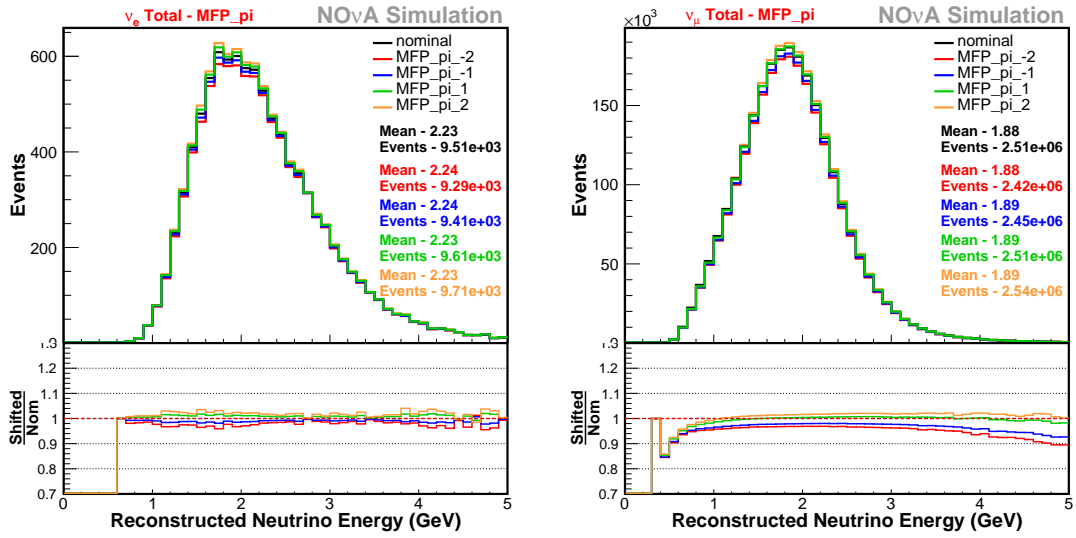 ν_e Total - MFP_pi
NOνA Simulation
nominal
MFP_pi_-2
MFP_pi_-1
MFP_pi_1
MFP_pi_2
Mean - 2.23
Events - 9.51e+03
Mean - 2.24
Events - 9.29e+03
Mean - 2.24
Events - 9.41e+03
Mean - 2.23
Events - 9.61e+03
Mean - 2.23
Events - 9.71e+03
Events
600
400
200
1.3
1.2
1.1
1
0.9
0.8
0.7
Shifted
Nom
0 1 2 3 4 5
Reconstructed Neutrino Energy (GeV)
×10³
ν_μ Total - MFP_pi
NOνA Simulation
nominal
MFP_pi_-2
MFP_pi_-1
MFP_pi_1
MFP_pi_2
Mean - 1.88
Events - 2.51e+06
Mean - 1.88
Events - 2.42e+06
Mean - 1.89
Events - 2.45e+06
Mean - 1.89
Events - 2.51e+06
Mean - 1.89
Events - 2.54e+06
Events
150
100
50
1.3
1.2
1.1
1
0.9
0.8
0.7
Shifted
Nom
0 1 2 3 4 5
Reconstructed Neutrino Energy (GeV)